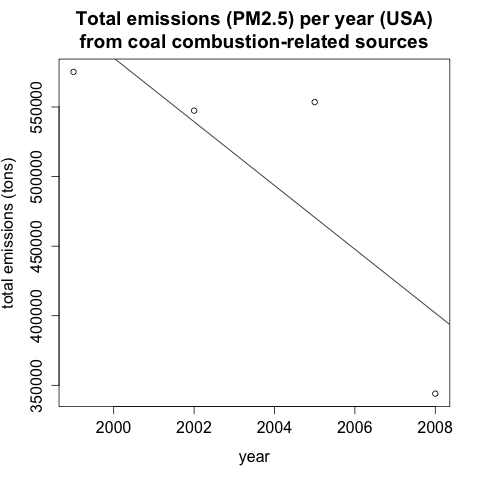 Total emissions (PM2.5) per year (USA)
from coal combustion-related sources
total emissions (tons)
550000
500000
450000
400000
350000
2000 2002 2004 2006 2008
year